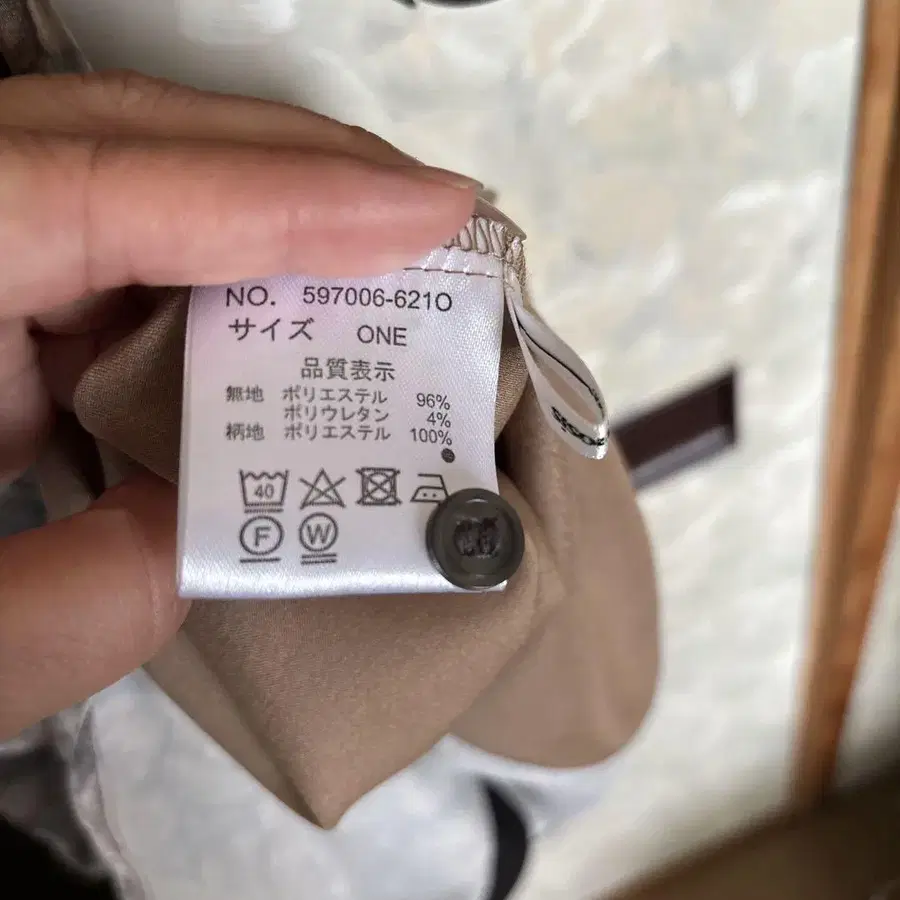 NO. 597006-621O
サイズ ONE
品質表示
無地 ポリエステル 96%
ポリウレタン 4%
柄地 ポリエステル 100%
40
F W